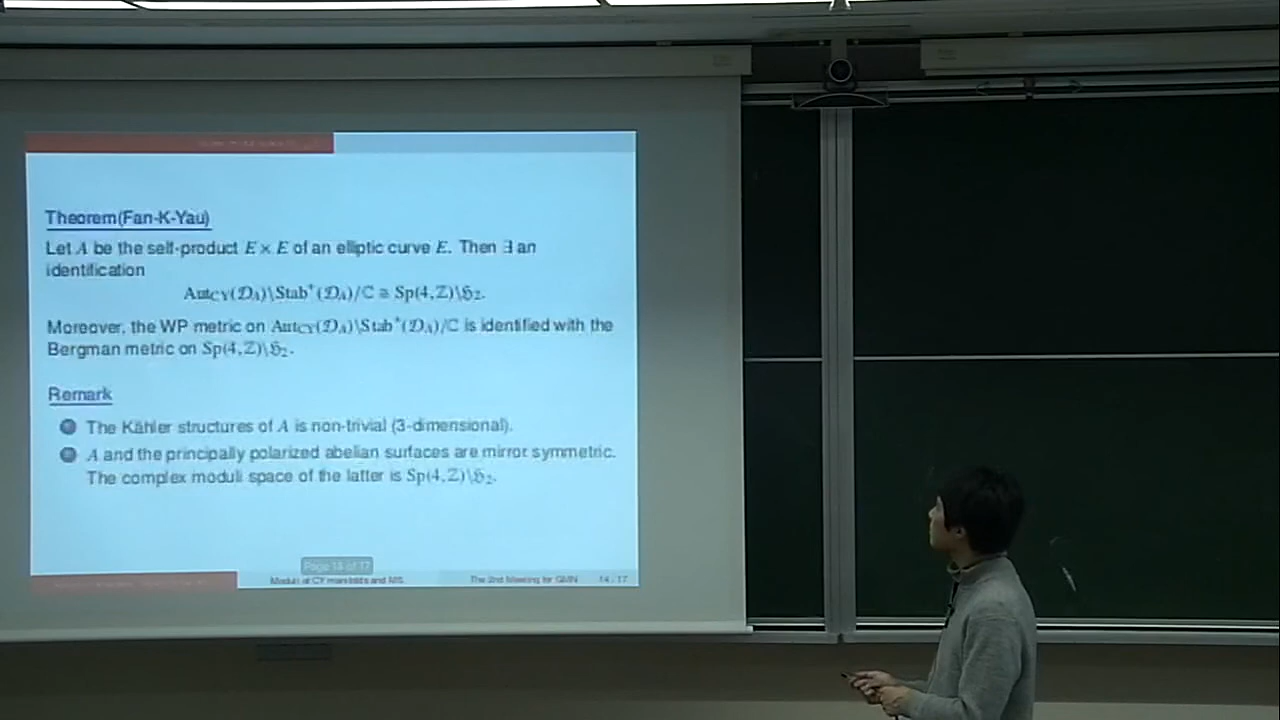 Theorem(Fan-K-Yau)
Let A be the self-product E × E of an elliptic curve E. Then ∃ an
identification
Aut_CY(𝒟_A)\Stab⁺(𝒟_A)/ℂ ≅ Sp(4,ℤ)\ℌ₂.
Moreover, the WP metric on Aut_CY(𝒟_A)\Stab⁺(𝒟_A)/ℂ is identified with the
Bergman metric on Sp(4,ℤ)\ℌ₂.
Remark
The Kähler structures of A is non-trivial (3-dimensional).
A and the principally polarized abelian surfaces are mirror symmetric.
The complex moduli space of the latter is Sp(4,ℤ)\ℌ₂.
Page of 17
Moduli of CY manifolds and MS
The 2nd Meeting for GMN
14 / 17